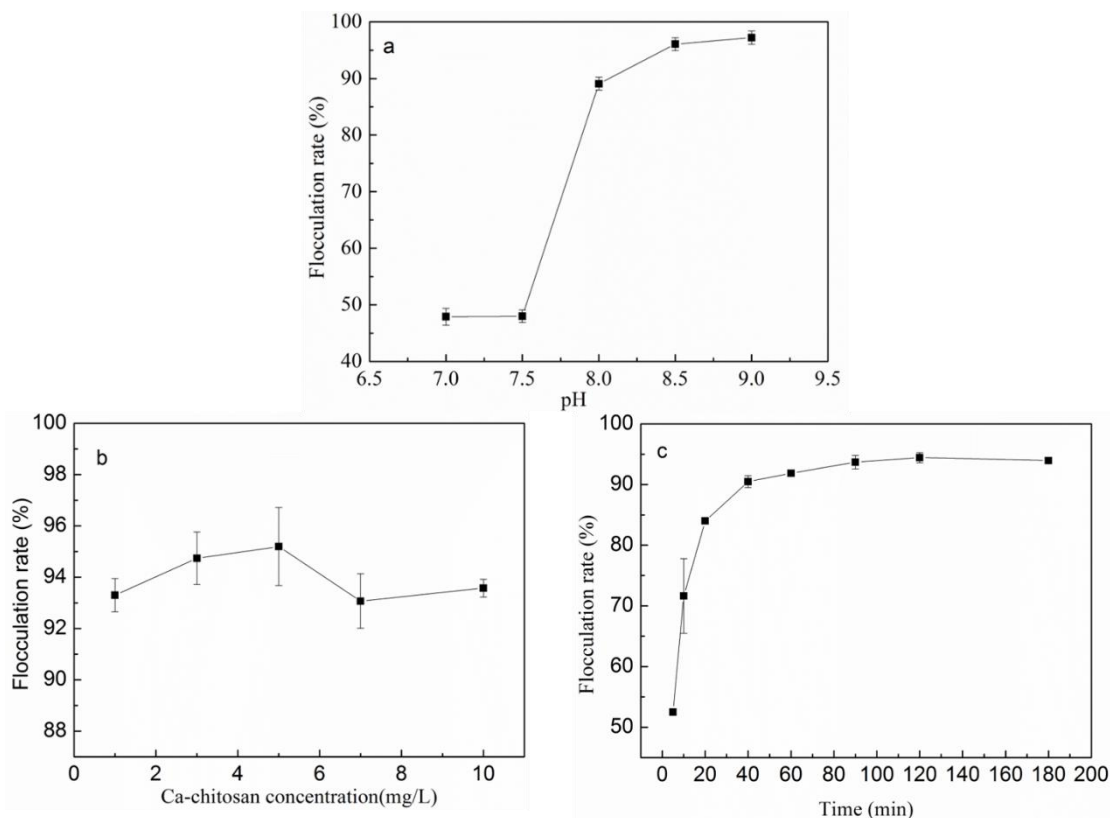 a
Flocculation rate (%)
100
90
80
70
60
50
40
6.5 7.0 7.5 8.0 8.5 9.0 9.5
pH
b
Flocculation rate (%)
100
98
96
94
92
90
88
0 2 4 6 8 10
Ca-chitosan concentration(mg/L)
c
Flocculation rate (%)
100
90
80
70
60
50
0 20 40 60 80 100 120 140 160 180 200
Time (min)